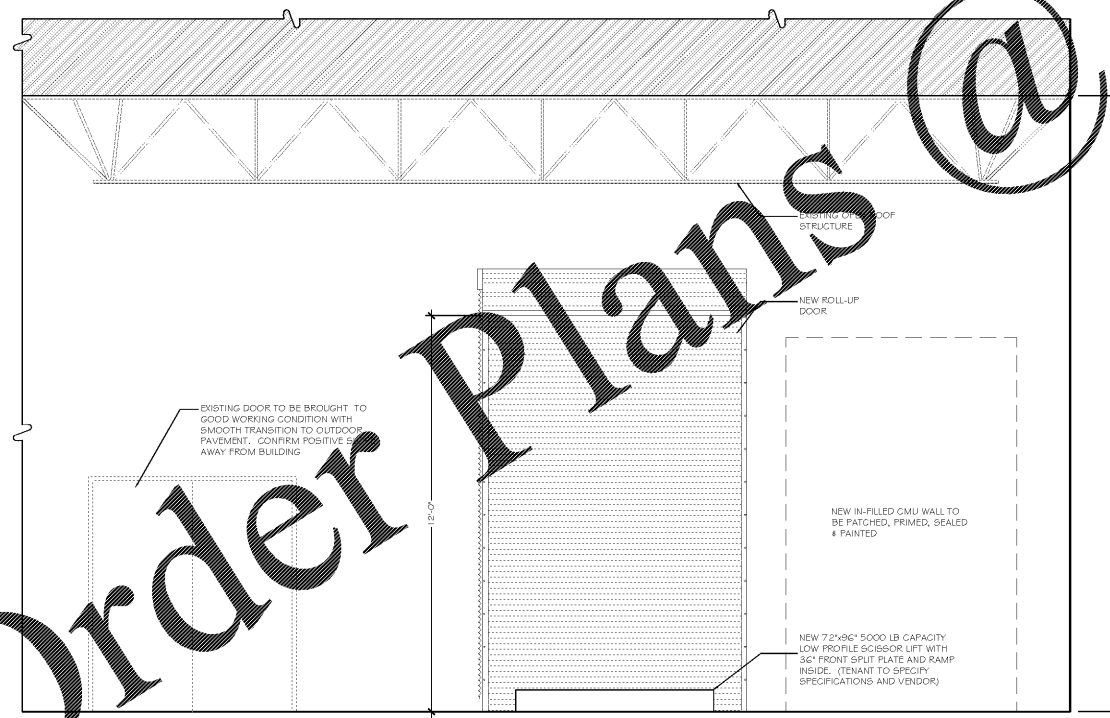 EXISTING OPEN ROOF
STRUCTURE
NEW ROLL-UP
DOOR
EXISTING DOOR TO BE BROUGHT TO
GOOD WORKING CONDITION WITH
SMOOTH TRANSITION TO OUTDOOR
PAVEMENT. CONFIRM POSITIVE
AWAY FROM BUILDING
12'-0"
NEW IN-FILLED CMU WALL TO
BE PATCHED, PRIMED, SEALED
& PAINTED
NEW 72"x96" 5000 LB CAPACITY
LOW PROFILE SCISSOR LIFT WITH
36" FRONT SPLIT PLATE AND RAMP
INSIDE. (TENANT TO SPECIFY
SPECIFICATIONS AND VENDOR)
Order Plans @